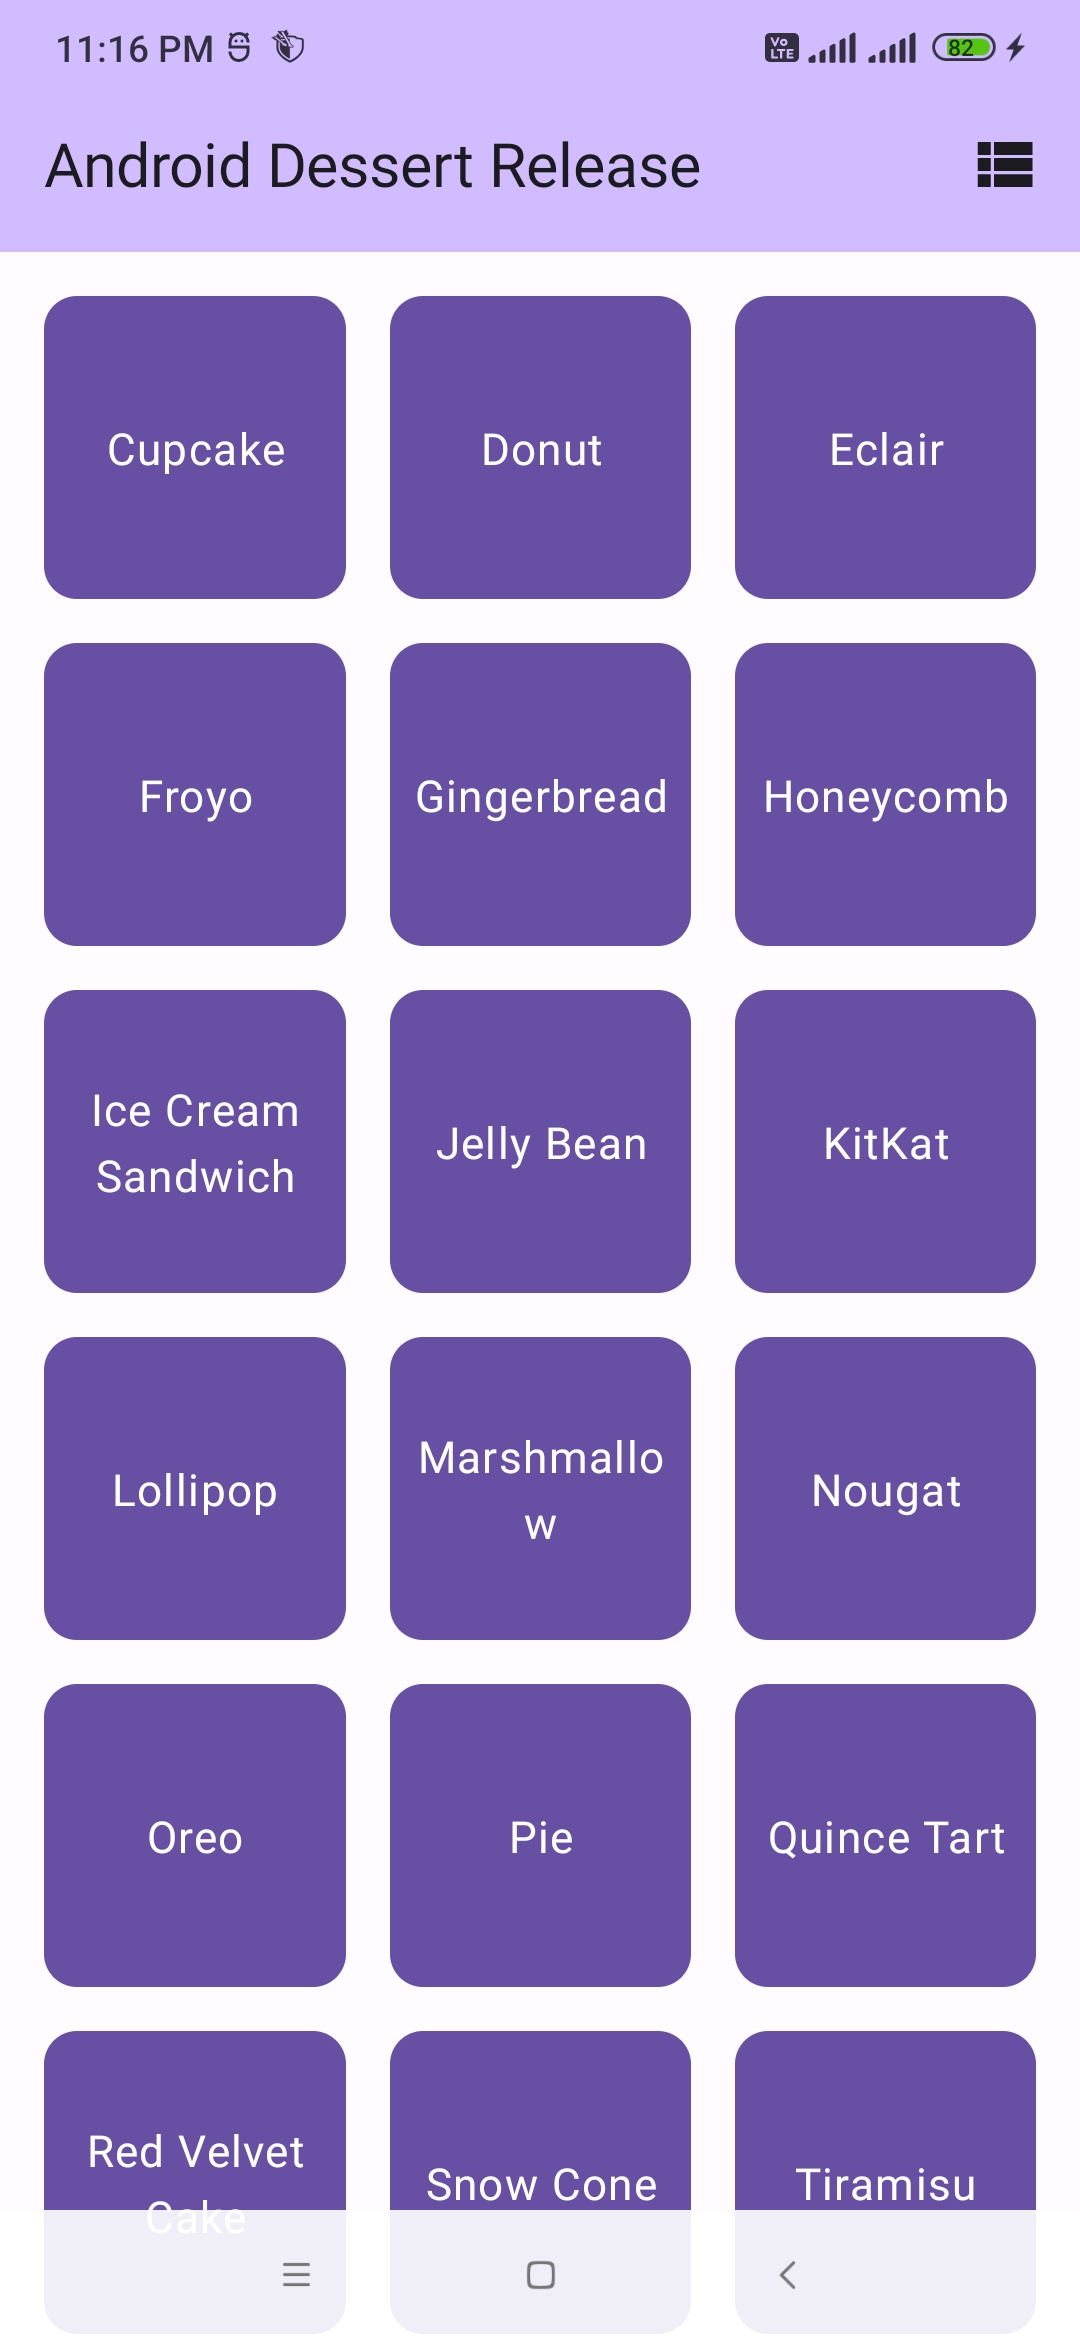 11:16 PM
Vo LTE
82
Android Dessert Release
Cupcake
Donut
Eclair
Froyo
Gingerbread
Honeycomb
Ice Cream
Sandwich
Jelly Bean
KitKat
Lollipop
Marshmallo
w
Nougat
Oreo
Pie
Quince Tart
Red Velvet
Cake
Snow Cone
Tiramisu